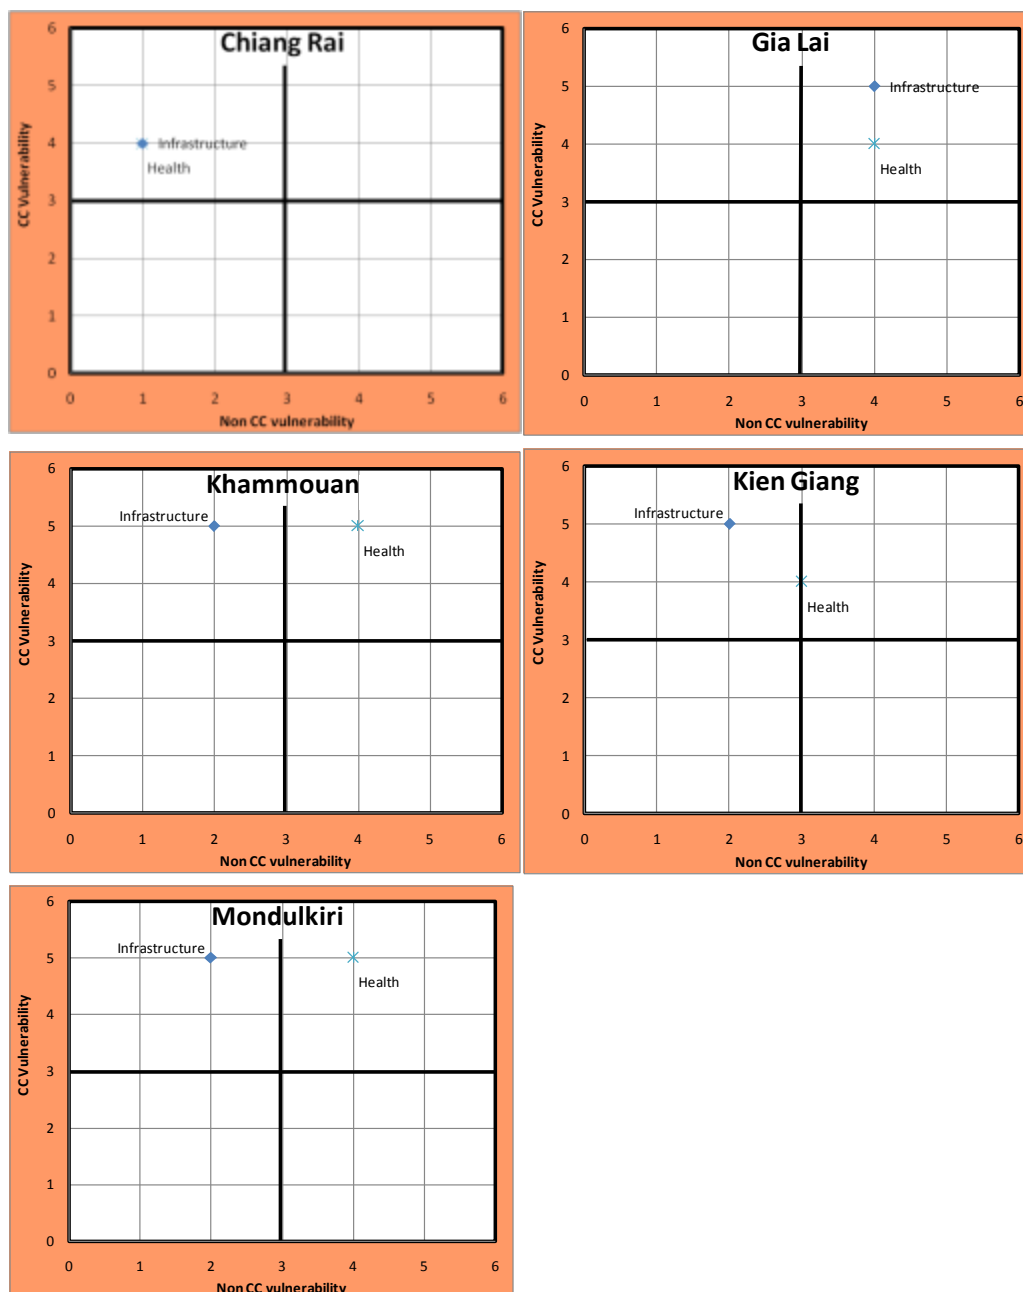 Chiang Rai
6
5
4
3
2
1
0
CC Vulnerability
Infrastructure
Health
0 1 2 3 4 5 6
Non CC vulnerability
Gia Lai
6
5
4
3
2
1
0
CC Vulnerability
Infrastructure
Health
0 1 2 3 4 5 6
Non CC vulnerability
Khammouan
6
5
4
3
2
1
0
CC Vulnerability
Infrastructure
Health
0 1 2 3 4 5 6
Non CC vulnerability
Kien Giang
6
5
4
3
2
1
0
CC Vulnerability
Infrastructure
Health
0 1 2 3 4 5 6
Non CC vulnerability
Mondulkiri
6
5
4
3
2
1
0
CC Vulnerability
Infrastructure
Health
0 1 2 3 4 5 6
Non CC vulnerability